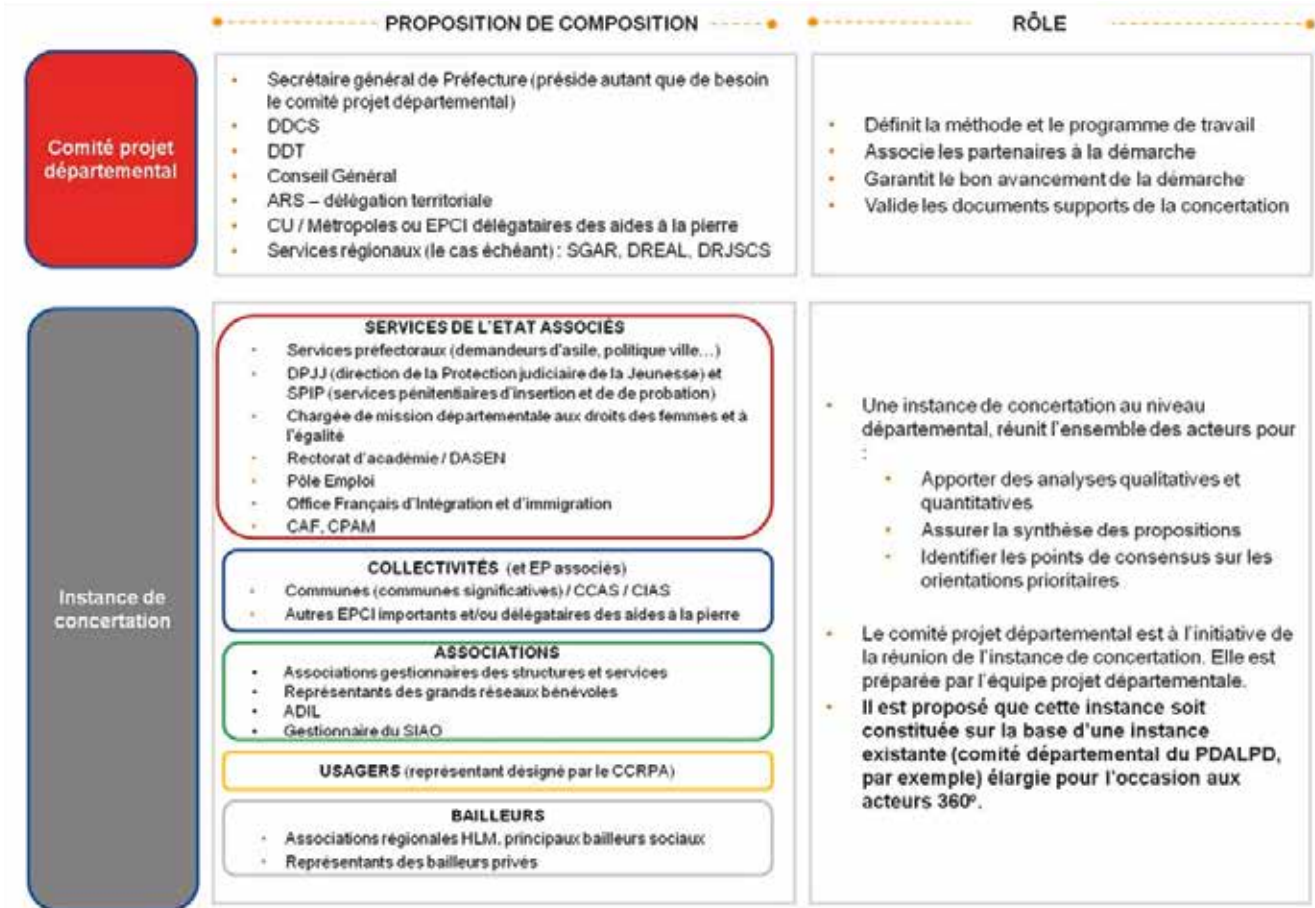 PROPOSITION DE COMPOSITION
RÔLE
Comité projet
départemental
• Secrétaire général de Préfecture (préside autant que de besoin
le comité projet départemental)
• DDCS
• DDT
• Conseil Général
• ARS – délégation territoriale
• CU / Métropoles ou EPCI délégataires des aides à la pierre
• Services régionaux (le cas échéant) : SGAR, DREAL, DRJSCS
• Définit la méthode et le programme de travail
• Associe les partenaires à la démarche
• Garantit le bon avancement de la démarche
• Valide les documents supports de la concertation
Instance de
concertation
SERVICES DE L'ETAT ASSOCIÉS
• Services préfectoraux (demandeurs d'asile, politique ville…)
• DPJJ (direction de la Protection judiciaire de la Jeunesse) et
SPIP (services pénitentiaires d'insertion et de de probation)
• Chargée de mission départementale aux droits des femmes et à
l'égalité
• Rectorat d'académie / DASEN
• Pôle Emploi
• Office Français d'Intégration et d'immigration
• CAF, CPAM
COLLECTIVITÉS (et EP associés)
• Communes (communes significatives) / CCAS / CIAS
• Autres EPCI importants et/ou délégataires des aides à la pierre
ASSOCIATIONS
• Associations gestionnaires des structures et services
• Représentants des grands réseaux bénévoles
• ADIL
• Gestionnaire du SIAO
USAGERS (représentant désigné par le CCRPA)
BAILLEURS
• Associations régionales HLM, principaux bailleurs sociaux
• Représentants des bailleurs privés
• Une instance de concertation au niveau
départemental, réunit l'ensemble des acteurs pour
:
• Apporter des analyses qualitatives et
quantitatives
• Assurer la synthèse des propositions
• Identifier les points de consensus sur les
orientations prioritaires
• Le comité projet départemental est à l'initiative de
la réunion de l'instance de concertation. Elle est
préparée par l'équipe projet départementale.
• Il est proposé que cette instance soit
constituée sur la base d'une instance
existante (comité départemental du PDALPD,
par exemple) élargie pour l'occasion aux
acteurs 360º.